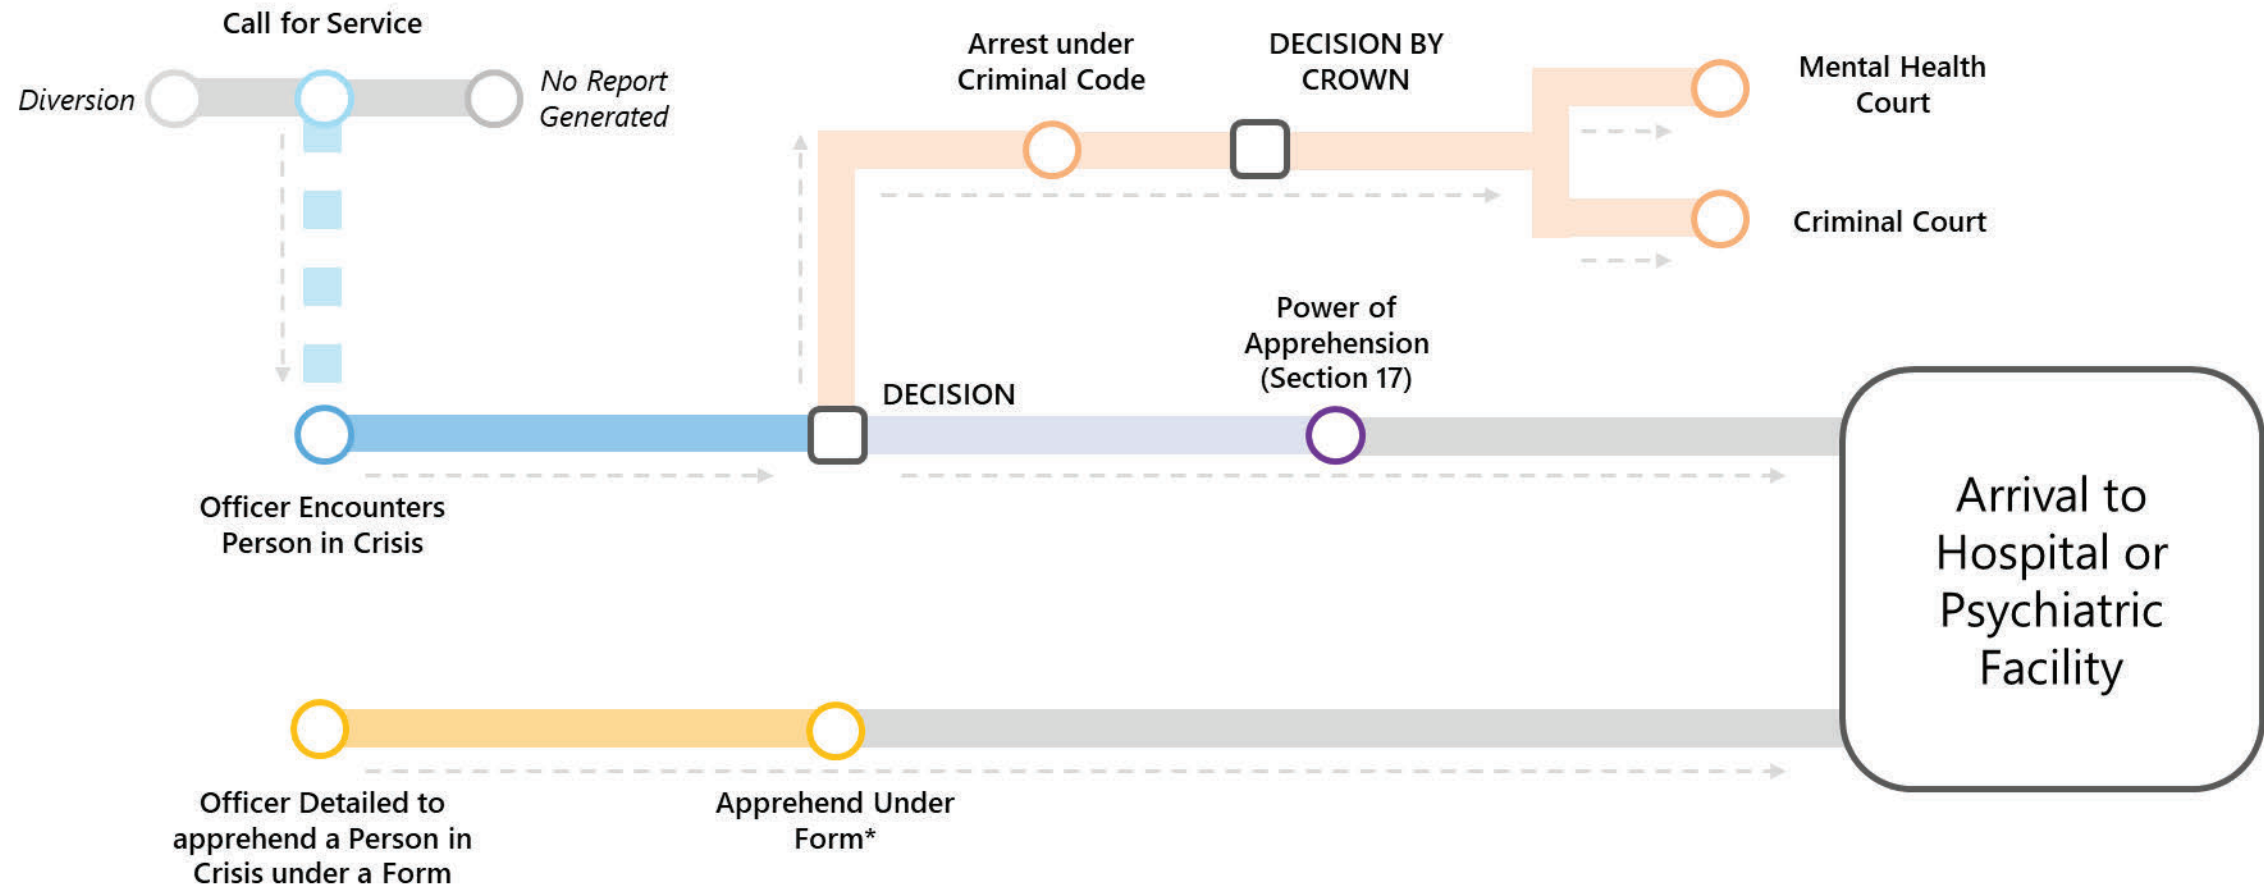 Call for Service
Diversion
No Report
Generated
Arrest under
Criminal Code
DECISION BY
CROWN
Mental Health
Court
Criminal Court
Power of
Apprehension
(Section 17)
DECISION
Officer Encounters
Person in Crisis
Arrival to
Hospital or
Psychiatric
Facility
Officer Detailed to
apprehend a Person in
Crisis under a Form
Apprehend Under
Form*